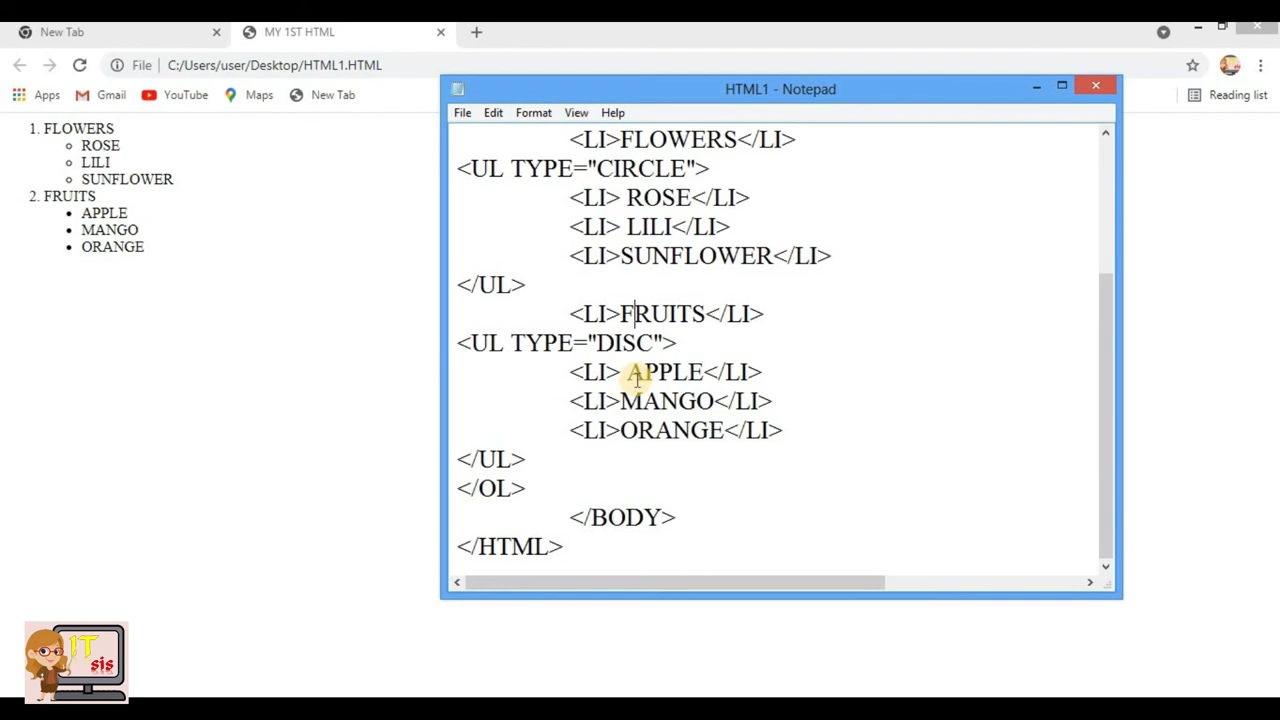 New Tab
MY 1ST HTML
File C:/Users/user/Desktop/HTML1.HTML
Apps Gmail YouTube Maps New Tab Reading list
1. FLOWERS
ROSE
LILI
SUNFLOWER
2. FRUITS
APPLE
MANGO
ORANGE
HTML1 - Notepad
File Edit Format View Help
<LI>FLOWERS</LI>
<UL TYPE="CIRCLE">
<LI> ROSE</LI>
<LI> LILI</LI>
<LI>SUNFLOWER</LI>
</UL>
<LI>FRUITS</LI>
<UL TYPE="DISC">
<LI> APPLE</LI>
<LI>MANGO</LI>
<LI>ORANGE</LI>
</UL>
</OL>
</BODY>
</HTML>
IT
sis